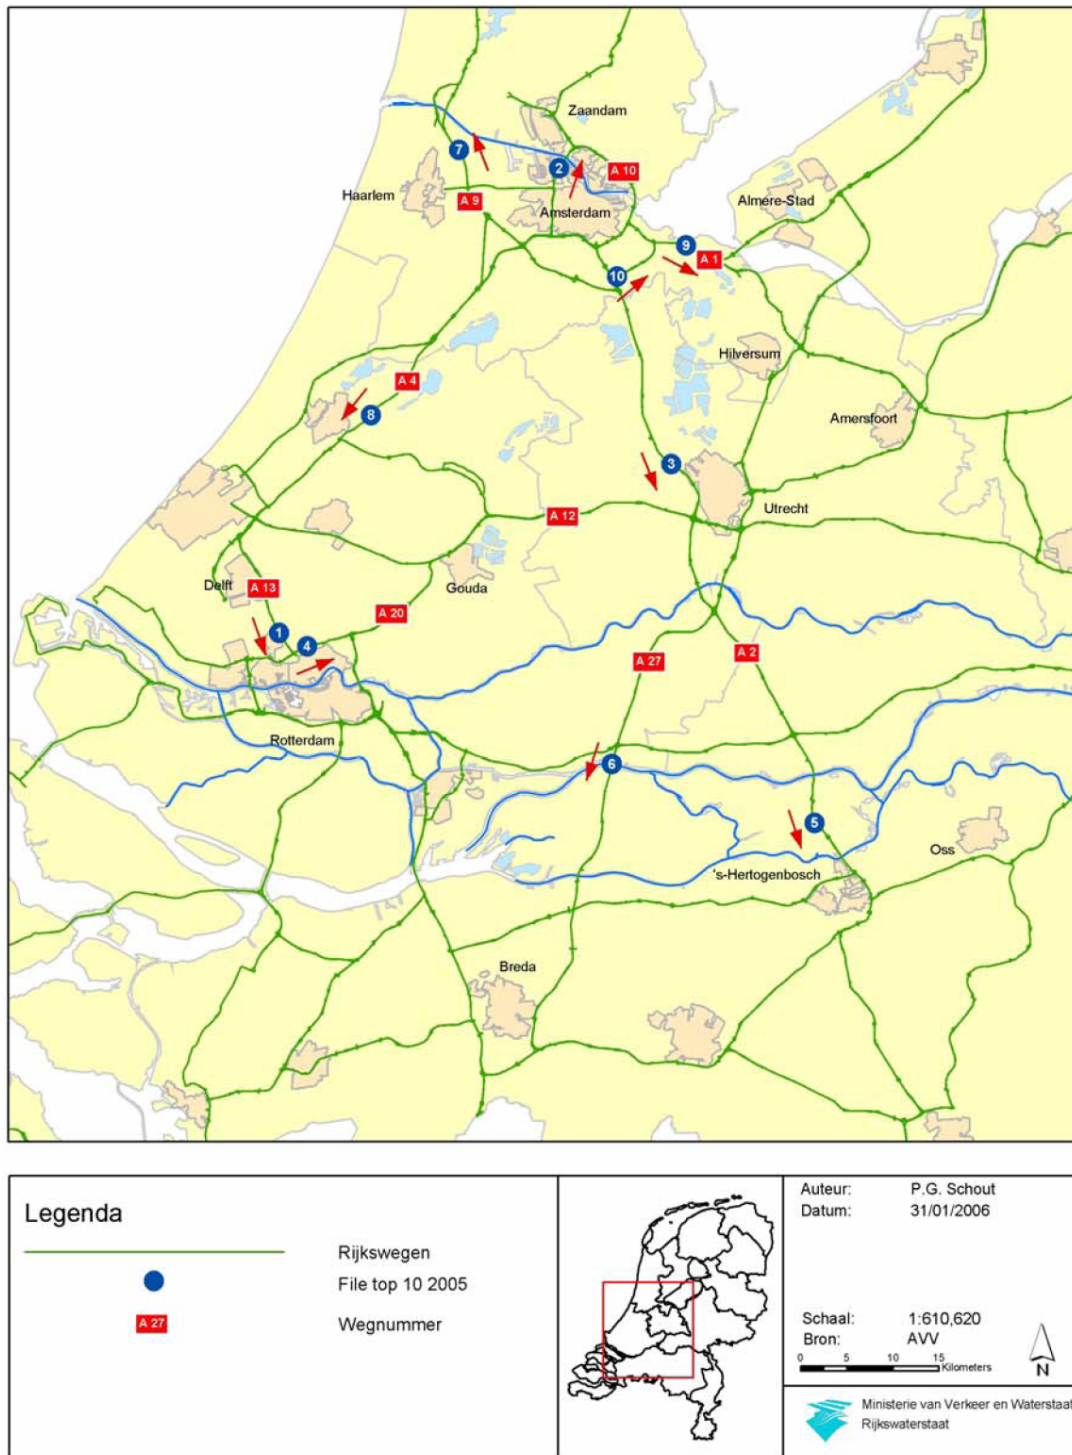 Zaandam
7
2
A 10
Haarlem
A 9
Amsterdam
Almere-Stad
9
A 1
10
Hilversum
A 4
8
Amersfoort
3
Utrecht
A 12
Delft
A 13
Gouda
A 20
1
4
A 27
A 2
Rotterdam
6
5
Oss
's-Hertogenbosch
Breda
Legenda
Rijkswegen
File top 10 2005
A 27
Wegnummer
Auteur: P.G. Schout
Datum: 31/01/2006
Schaal: 1:610,620
Bron: AVV
0 5 10 15
Kilometers
N
Ministerie van Verkeer en Waterstaat
Rijkswaterstaat